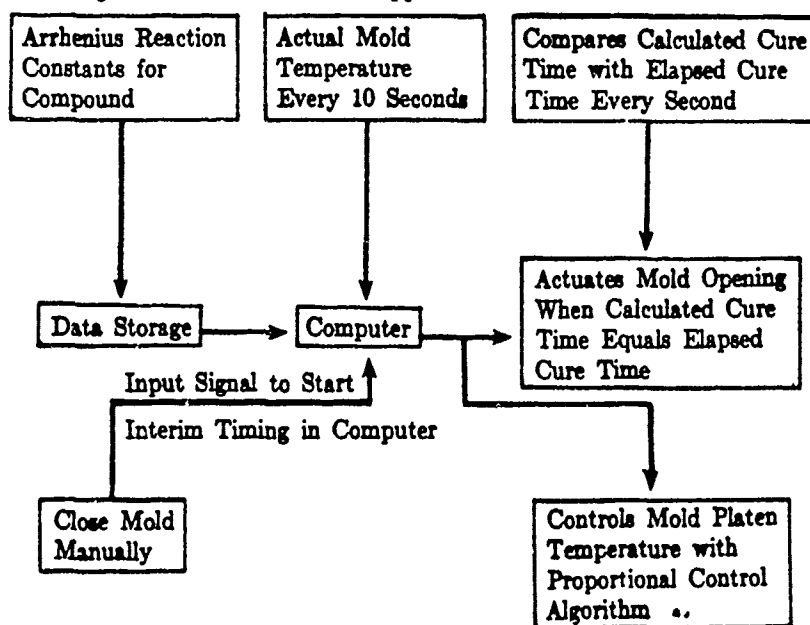 Arrhenius Reaction
Constants for
Compound
Actual Mold
Temperature
Every 10 Seconds
Compares Calculated Cure
Time with Elapsed Cure
Time Every Second
Data Storage
Computer
Actuates Mold Opening
When Calculated Cure
Time Equals Elapsed
Cure Time
Input Signal to Start
Interim Timing in Computer
Close Mold
Manually
Controls Mold Platen
Temperature with
Proportional Control
Algorithm